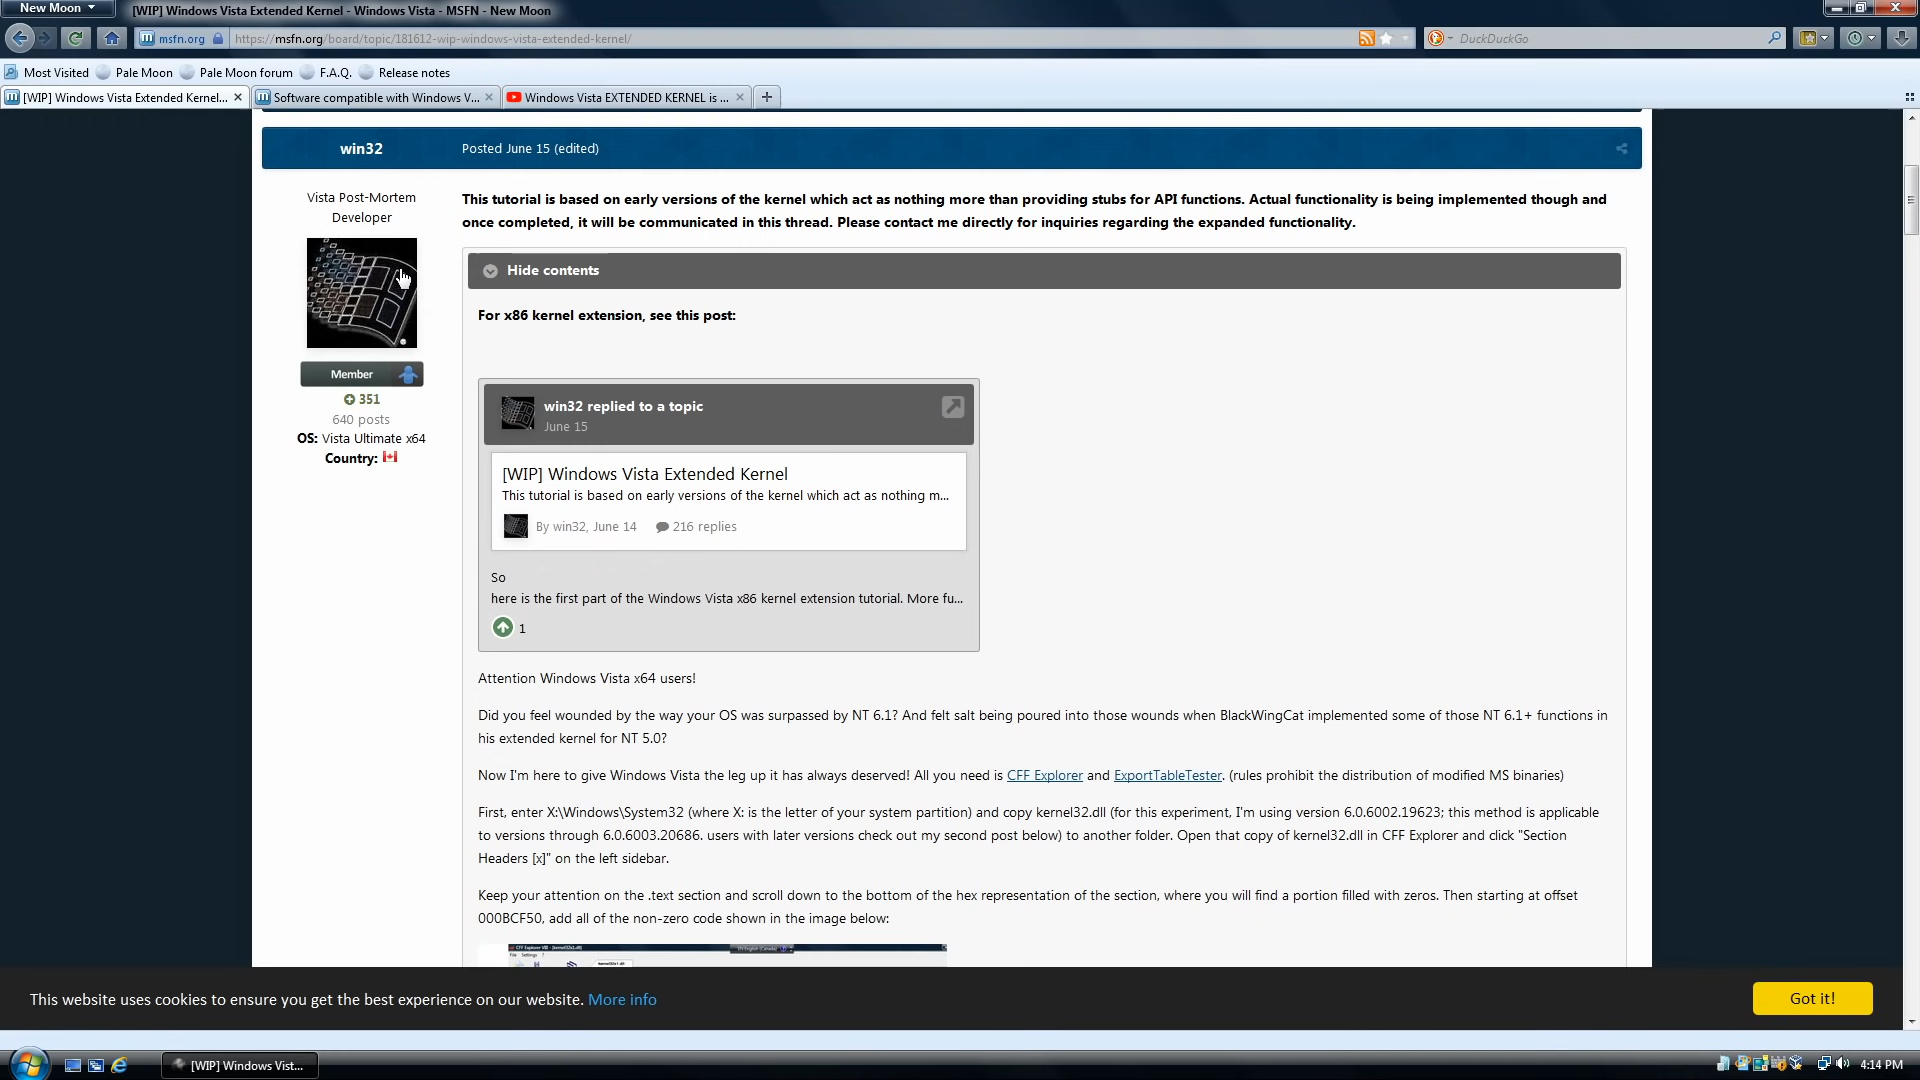 New Moon
[WIP] Windows Vista Extended Kernel - Windows Vista - MSFN - New Moon
msfn.org
https://msfn.org/board/topic/181612-wip-windows-vista-extended-kernel/
DuckDuckGo
Most Visited
Pale Moon
Pale Moon forum
F.A.Q.
Release notes
[WIP] Windows Vista Extended Kernel...
Software compatible with Windows V...
Windows Vista EXTENDED KERNEL is ...
win32
Posted June 15 (edited)
Vista Post-Mortem
Developer
Member
351
640 posts
OS: Vista Ultimate x64
Country:
This tutorial is based on early versions of the kernel which act as nothing more than providing stubs for API functions. Actual functionality is being implemented though and
once completed, it will be communicated in this thread. Please contact me directly for inquiries regarding the expanded functionality.
Hide contents
For x86 kernel extension, see this post:
win32 replied to a topic
June 15
[WIP] Windows Vista Extended Kernel
This tutorial is based on early versions of the kernel which act as nothing m...
By win32, June 14
216 replies
So
here is the first part of the Windows Vista x86 kernel extension tutorial. More fu...
1
Attention Windows Vista x64 users!
Did you feel wounded by the way your OS was surpassed by NT 6.1? And felt salt being poured into those wounds when BlackWingCat implemented some of those NT 6.1+ functions in
his extended kernel for NT 5.0?
Now I'm here to give Windows Vista the leg up it has always deserved! All you need is CFF Explorer and ExportTableTester. (rules prohibit the distribution of modified MS binaries)
First, enter X:\Windows\System32 (where X: is the letter of your system partition) and copy kernel32.dll (for this experiment, I'm using version 6.0.6002.19623; this method is applicable
to versions through 6.0.6003.20686. users with later versions check out my second post below) to another folder. Open that copy of kernel32.dll in CFF Explorer and click "Section
Headers [x]" on the left sidebar.
Keep your attention on the .text section and scroll down to the bottom of the hex representation of the section, where you will find a portion filled with zeros. Then starting at offset
000BCF50, add all of the non-zero code shown in the image below:
This website uses cookies to ensure you get the best experience on our website. More info
Got it!
[WIP] Windows Vist...
4:14 PM